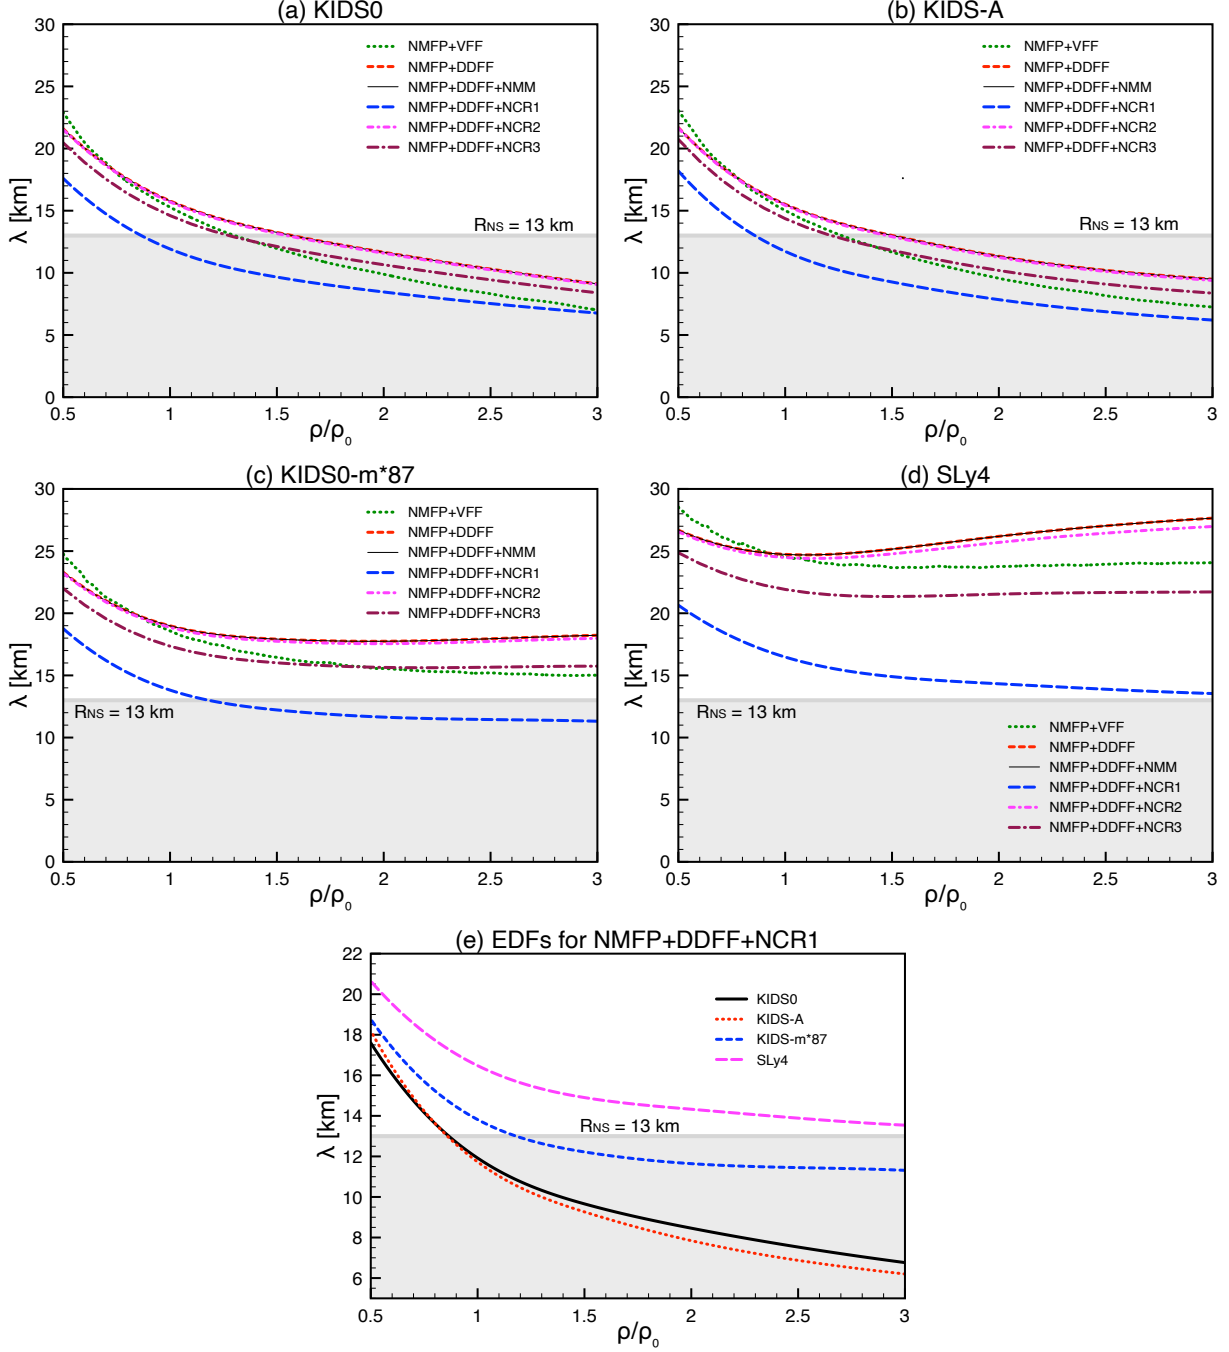 (a) KIDS0
30
25
20
15
10
5
0
λ [km]
NMFP+VFF
NMFP+DDFF
NMFP+DDFF+NMM
NMFP+DDFF+NCR1
NMFP+DDFF+NCR2
NMFP+DDFF+NCR3
RNS = 13 km
0.5 1 1.5 2 2.5 3
ρ/ρ0
(b) KIDS-A
30
25
20
15
10
5
0
λ [km]
NMFP+VFF
NMFP+DDFF
NMFP+DDFF+NMM
NMFP+DDFF+NCR1
NMFP+DDFF+NCR2
NMFP+DDFF+NCR3
RNS = 13 km
0.5 1 1.5 2 2.5 3
ρ/ρ0
(c) KIDS0-m*87
30
25
20
15
10
5
0
λ [km]
NMFP+VFF
NMFP+DDFF
NMFP+DDFF+NMM
NMFP+DDFF+NCR1
NMFP+DDFF+NCR2
NMFP+DDFF+NCR3
RNS = 13 km
0.5 1 1.5 2 2.5 3
ρ/ρ0
(d) SLy4
30
25
20
15
10
5
0
λ [km]
RNS = 13 km
NMFP+VFF
NMFP+DDFF
NMFP+DDFF+NMM
NMFP+DDFF+NCR1
NMFP+DDFF+NCR2
NMFP+DDFF+NCR3
0.5 1 1.5 2 2.5 3
ρ/ρ0
(e) EDFs for NMFP+DDFF+NCR1
22
20
18
16
14
12
10
8
6
λ [km]
KIDS0
KIDS-A
KIDS-m*87
SLy4
RNS = 13 km
0.5 1 1.5 2 2.5 3
ρ/ρ0